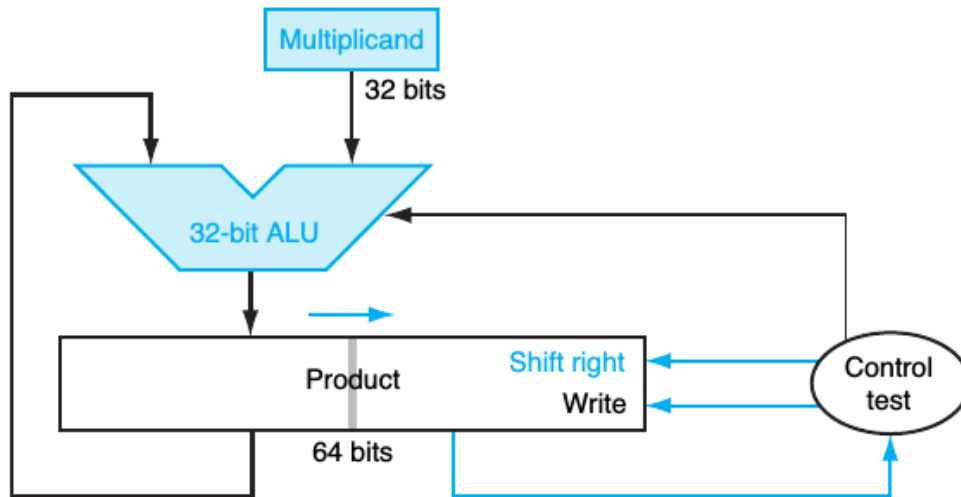 Multiplicand
32 bits
32-bit ALU
Product
Shift right
Write
64 bits
Control
test